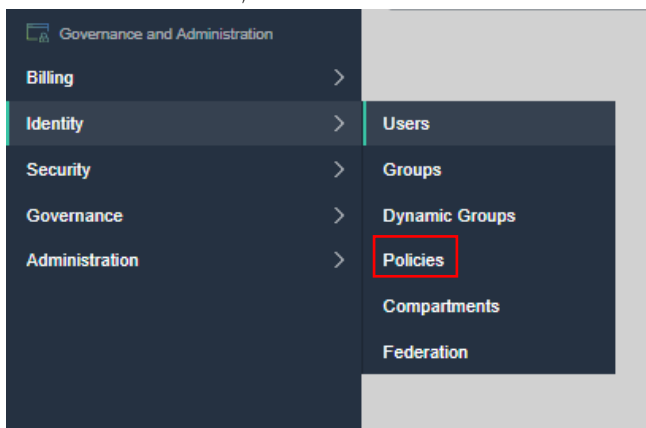 Governance and Administration
Billing
Identity
Security
Governance
Administration
Users
Groups
Dynamic Groups
Policies
Compartments
Federation